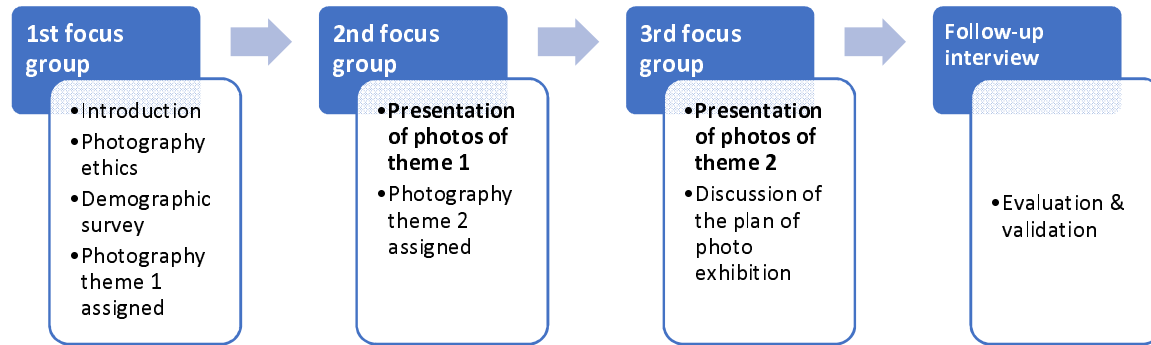 1st focus
group
•Introduction
•Photography
ethics
•Demographic
survey
•Photography
theme 1
assigned
2nd focus
group
•Presentation
of photos of
theme 1
•Photography
theme 2
assigned
3rd focus
group
•Presentation
of photos of
theme 2
•Discussion of
the plan of
photo
exhibition
Follow-up
interview
•Evaluation &
validation